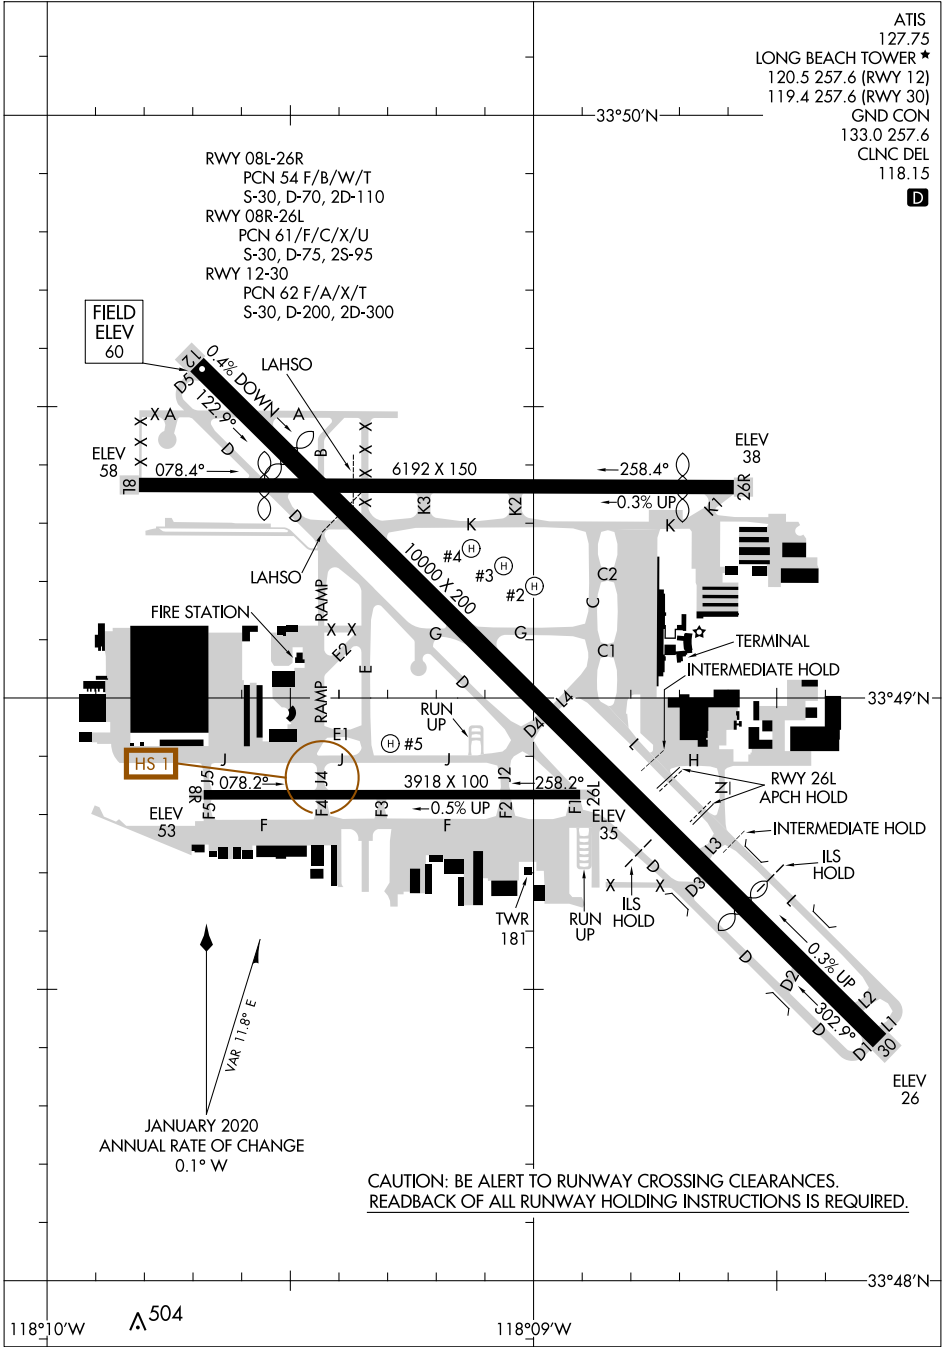 ATIS
127.75
LONG BEACH TOWER ★
120.5 257.6 (RWY 12)
119.4 257.6 (RWY 30)
GND CON
133.0 257.6
CLNC DEL
118.15
D
33°50'N
RWY 08L-26R
PCN 54 F/B/W/T
S-30, D-70, 2D-110
RWY 08R-26L
PCN 61/F/C/X/U
S-30, D-75, 2S-95
RWY 12-30
PCN 62 F/A/X/T
S-30, D-200, 2D-300
FIELD
ELEV
60
12
D5
0.4% DOWN
122.9°
LAHSO
X A
A
X
X
X
X
X
X
X
B
D
ELEV
58
078.4°
6192 X 150
258.4°
ELEV
38
8L
26R
0.3% UP
K3
K2
K1
K
K
D
LAHSO
10000 X 200
#4 H
#3 H
#2 H
C2
C
C1
G
G
RAMP
FIRE STATION
X X
E2
E
D
TERMINAL
INTERMEDIATE HOLD
33°49'N
RAMP
RUN
UP
L4
D4
L
E1
H #5
HS 1
J
J
J
J5
J4
J2
H
N
RWY 26L
APCH HOLD
8R
078.2°
3918 X 100
258.2°
26L
0.5% UP
F5
F4
F3
F2
F1
ELEV
53
ELEV
35
F
F
INTERMEDIATE HOLD
L3
D
D3
ILS
HOLD
X
X
ILS
HOLD
RUN
UP
TWR
181
L
D
0.3% UP
D2
302.9°
L2
L1
D
D1
30
ELEV
26
VAR 11.8° E
JANUARY 2020
ANNUAL RATE OF CHANGE
0.1° W
CAUTION: BE ALERT TO RUNWAY CROSSING CLEARANCES.
READBACK OF ALL RUNWAY HOLDING INSTRUCTIONS IS REQUIRED.
33°48'N
504
118°10'W
118°09'W